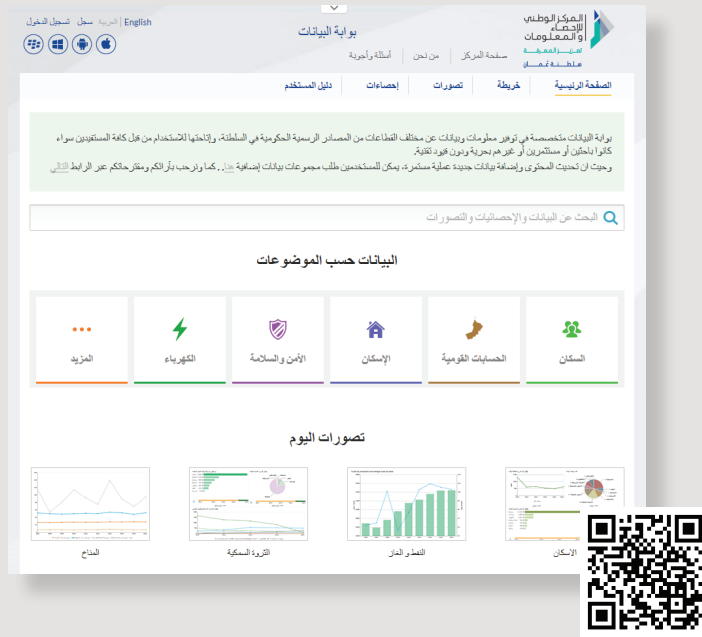 المركز الوطني
للإحصاء
والمعلومات
لتعزيز المعرفة
سلطنة عُمان
English | العربية سجل تسجيل الدخول
بوابة البيانات
صفحة المركز | من نحن | أسئلة وأجوبة
الصفحة الرئيسية خريطة تصورات إحصاءات دليل المستخدم
بوابة البيانات متخصصة في توفير معلومات وبيانات عن مختلف القطاعات من المصادر الرسمية الحكومية في السلطنة، وإتاحتها للاستخدام من قبل كافة المستفيدين سواء
كانوا باحثين أو مستثمرين أو غيرهم بحرية ودون قيود تقنية.
وحيث ان تحديث المحتوى وإضافة بيانات جديدة عملية مستمرة، يمكن للمستخدمين طلب مجموعات بيانات إضافية هنا. . كما ونرحب بآرائكم ومقترحاتكم عبر الرابط التالي
البحث عن البيانات والإحصائيات والتصورات
البيانات حسب الموضوعات
السكان الحسابات القومية الإسكان الأمن والسلامة الكهرباء المزيد
تصورات اليوم
الاسكان النفط و الغاز الثروة السمكية المناخ